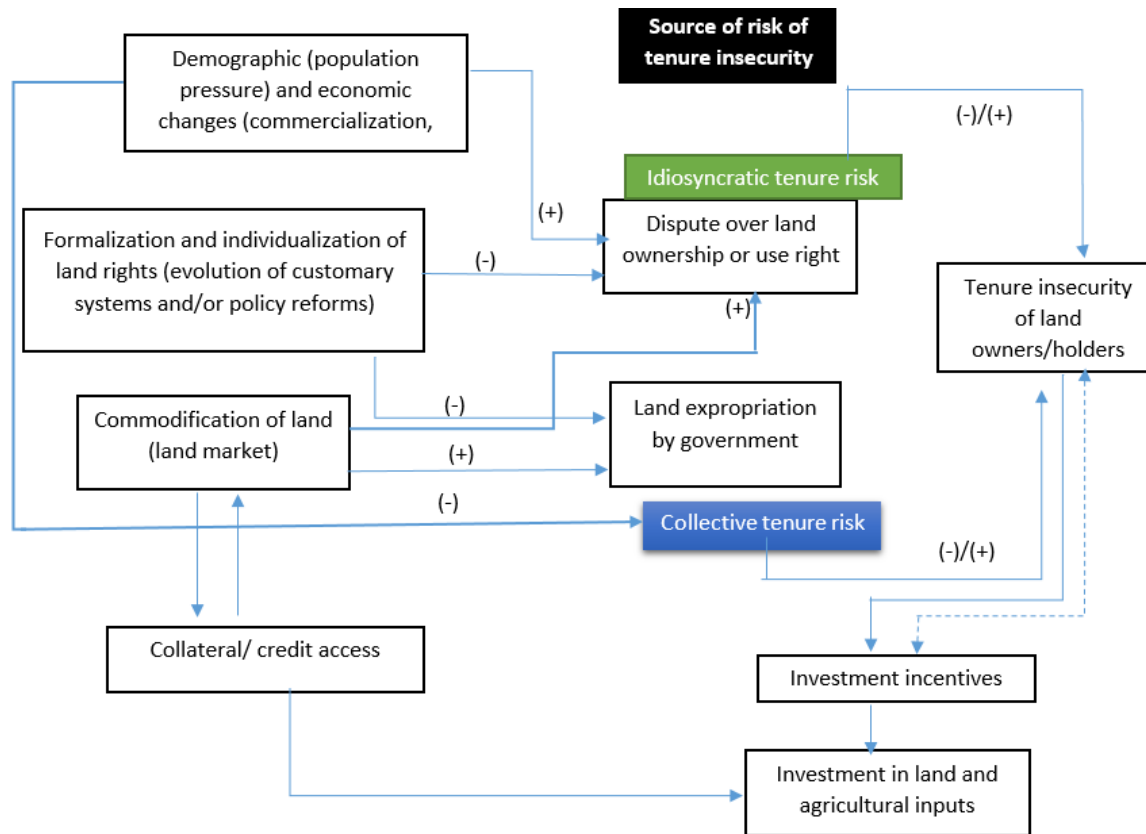 Source of risk of
tenure insecurity
Demographic (population
pressure) and economic
changes (commercialization,
(-)/(+)
Idiosyncratic tenure risk
(+)
Dispute over land
ownership or use right
Formalization and individualization of
land rights (evolution of customary
systems and/or policy reforms)
(-)
(+)
Tenure insecurity
of land
owners/holders
Commodification of land
(land market)
(-)
(+)
Land expropriation
by government
(-)
Collective tenure risk
(-)/(+)
Collateral/ credit access
Investment incentives
Investment in land and
agricultural inputs